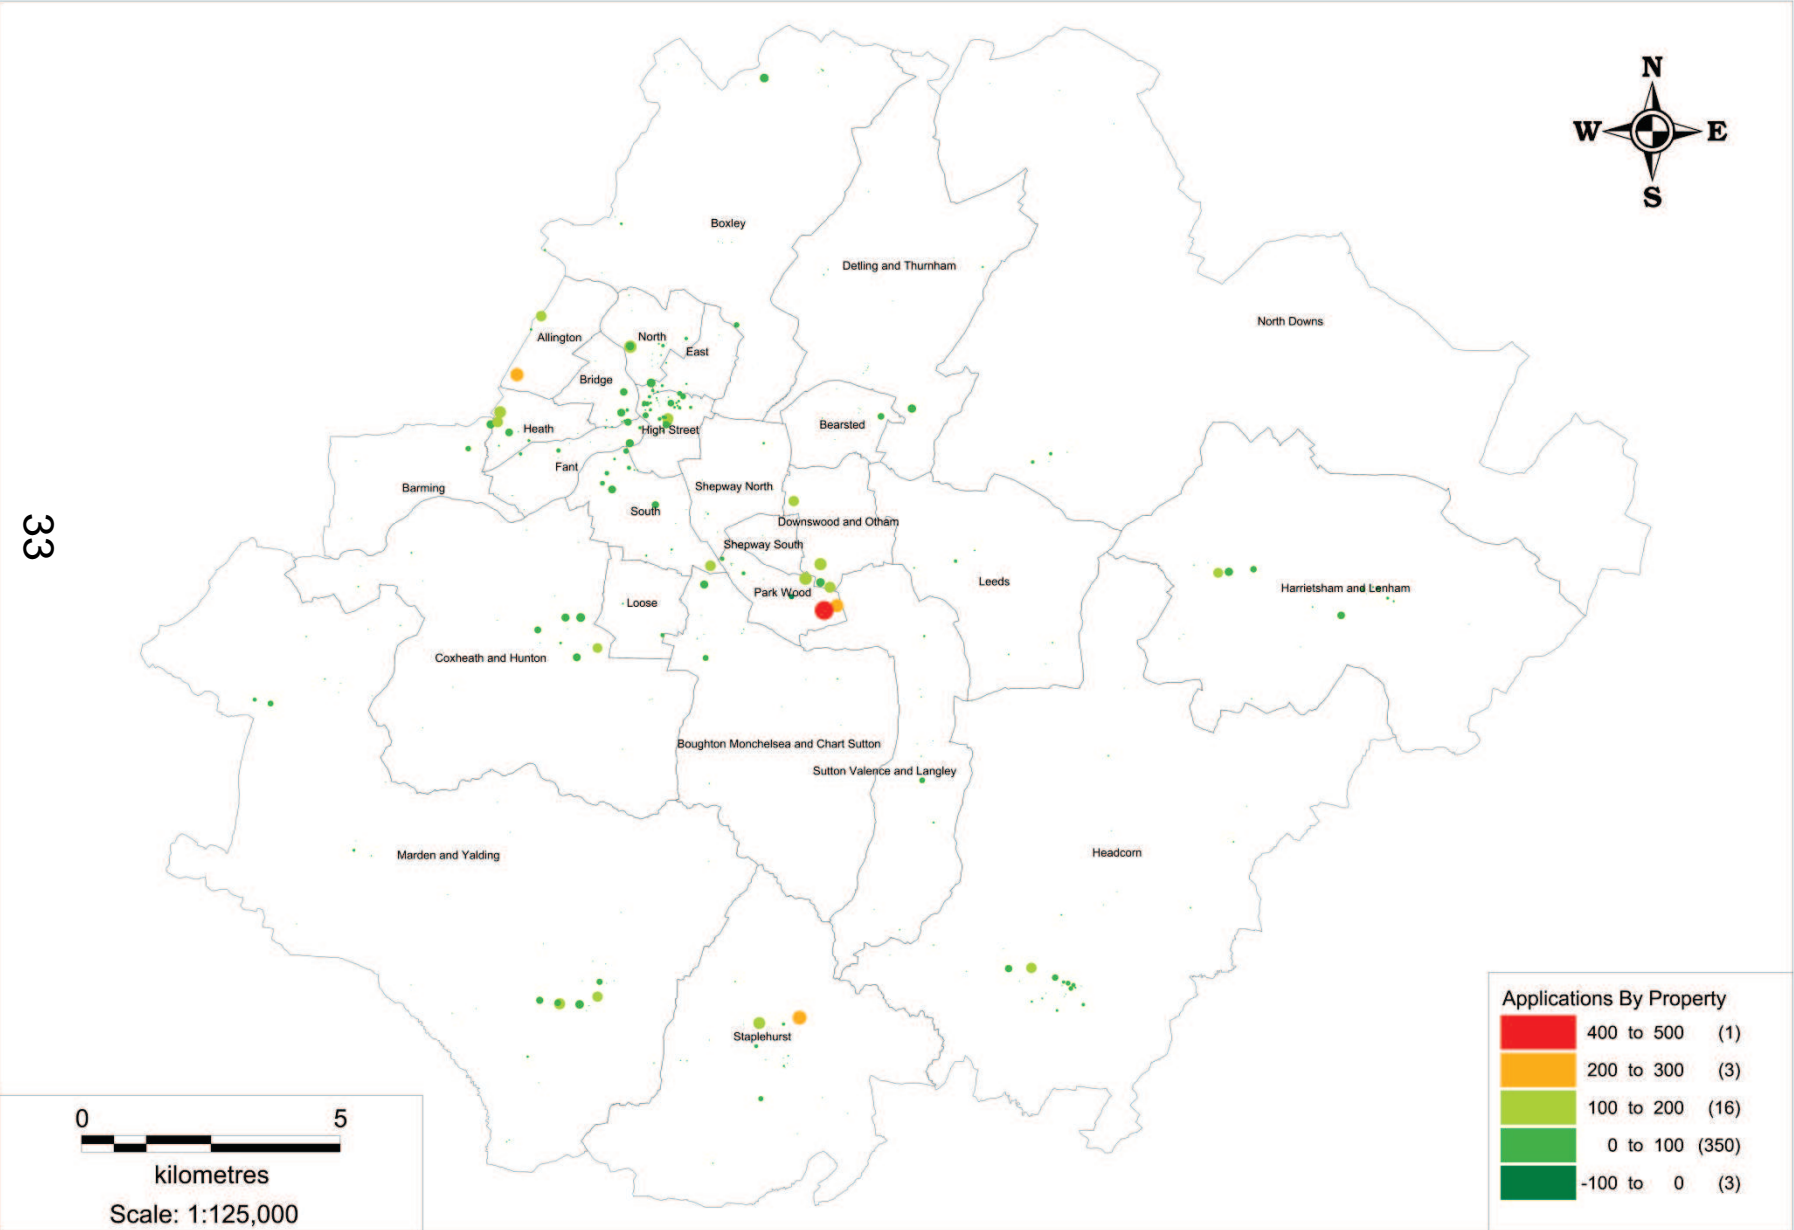 N
W E
S
Boxley
Detling and Thurnham
North Downs
Allington
North
East
Bridge
Bearsted
Heath
High Street
Fant
Barming
Shepway North
South
Downswood and Otham
Shepway South
Leeds
Harrietsham and Lenham
Park Wood
Loose
Coxheath and Hunton
Boughton Monchelsea and Chart Sutton
Sutton Valence and Langley
Marden and Yalding
Headcorn
Staplehurst
33
0 5
kilometres
Scale: 1:125,000
Applications By Property
400 to 500 (1)
200 to 300 (3)
100 to 200 (16)
0 to 100 (350)
-100 to 0 (3)